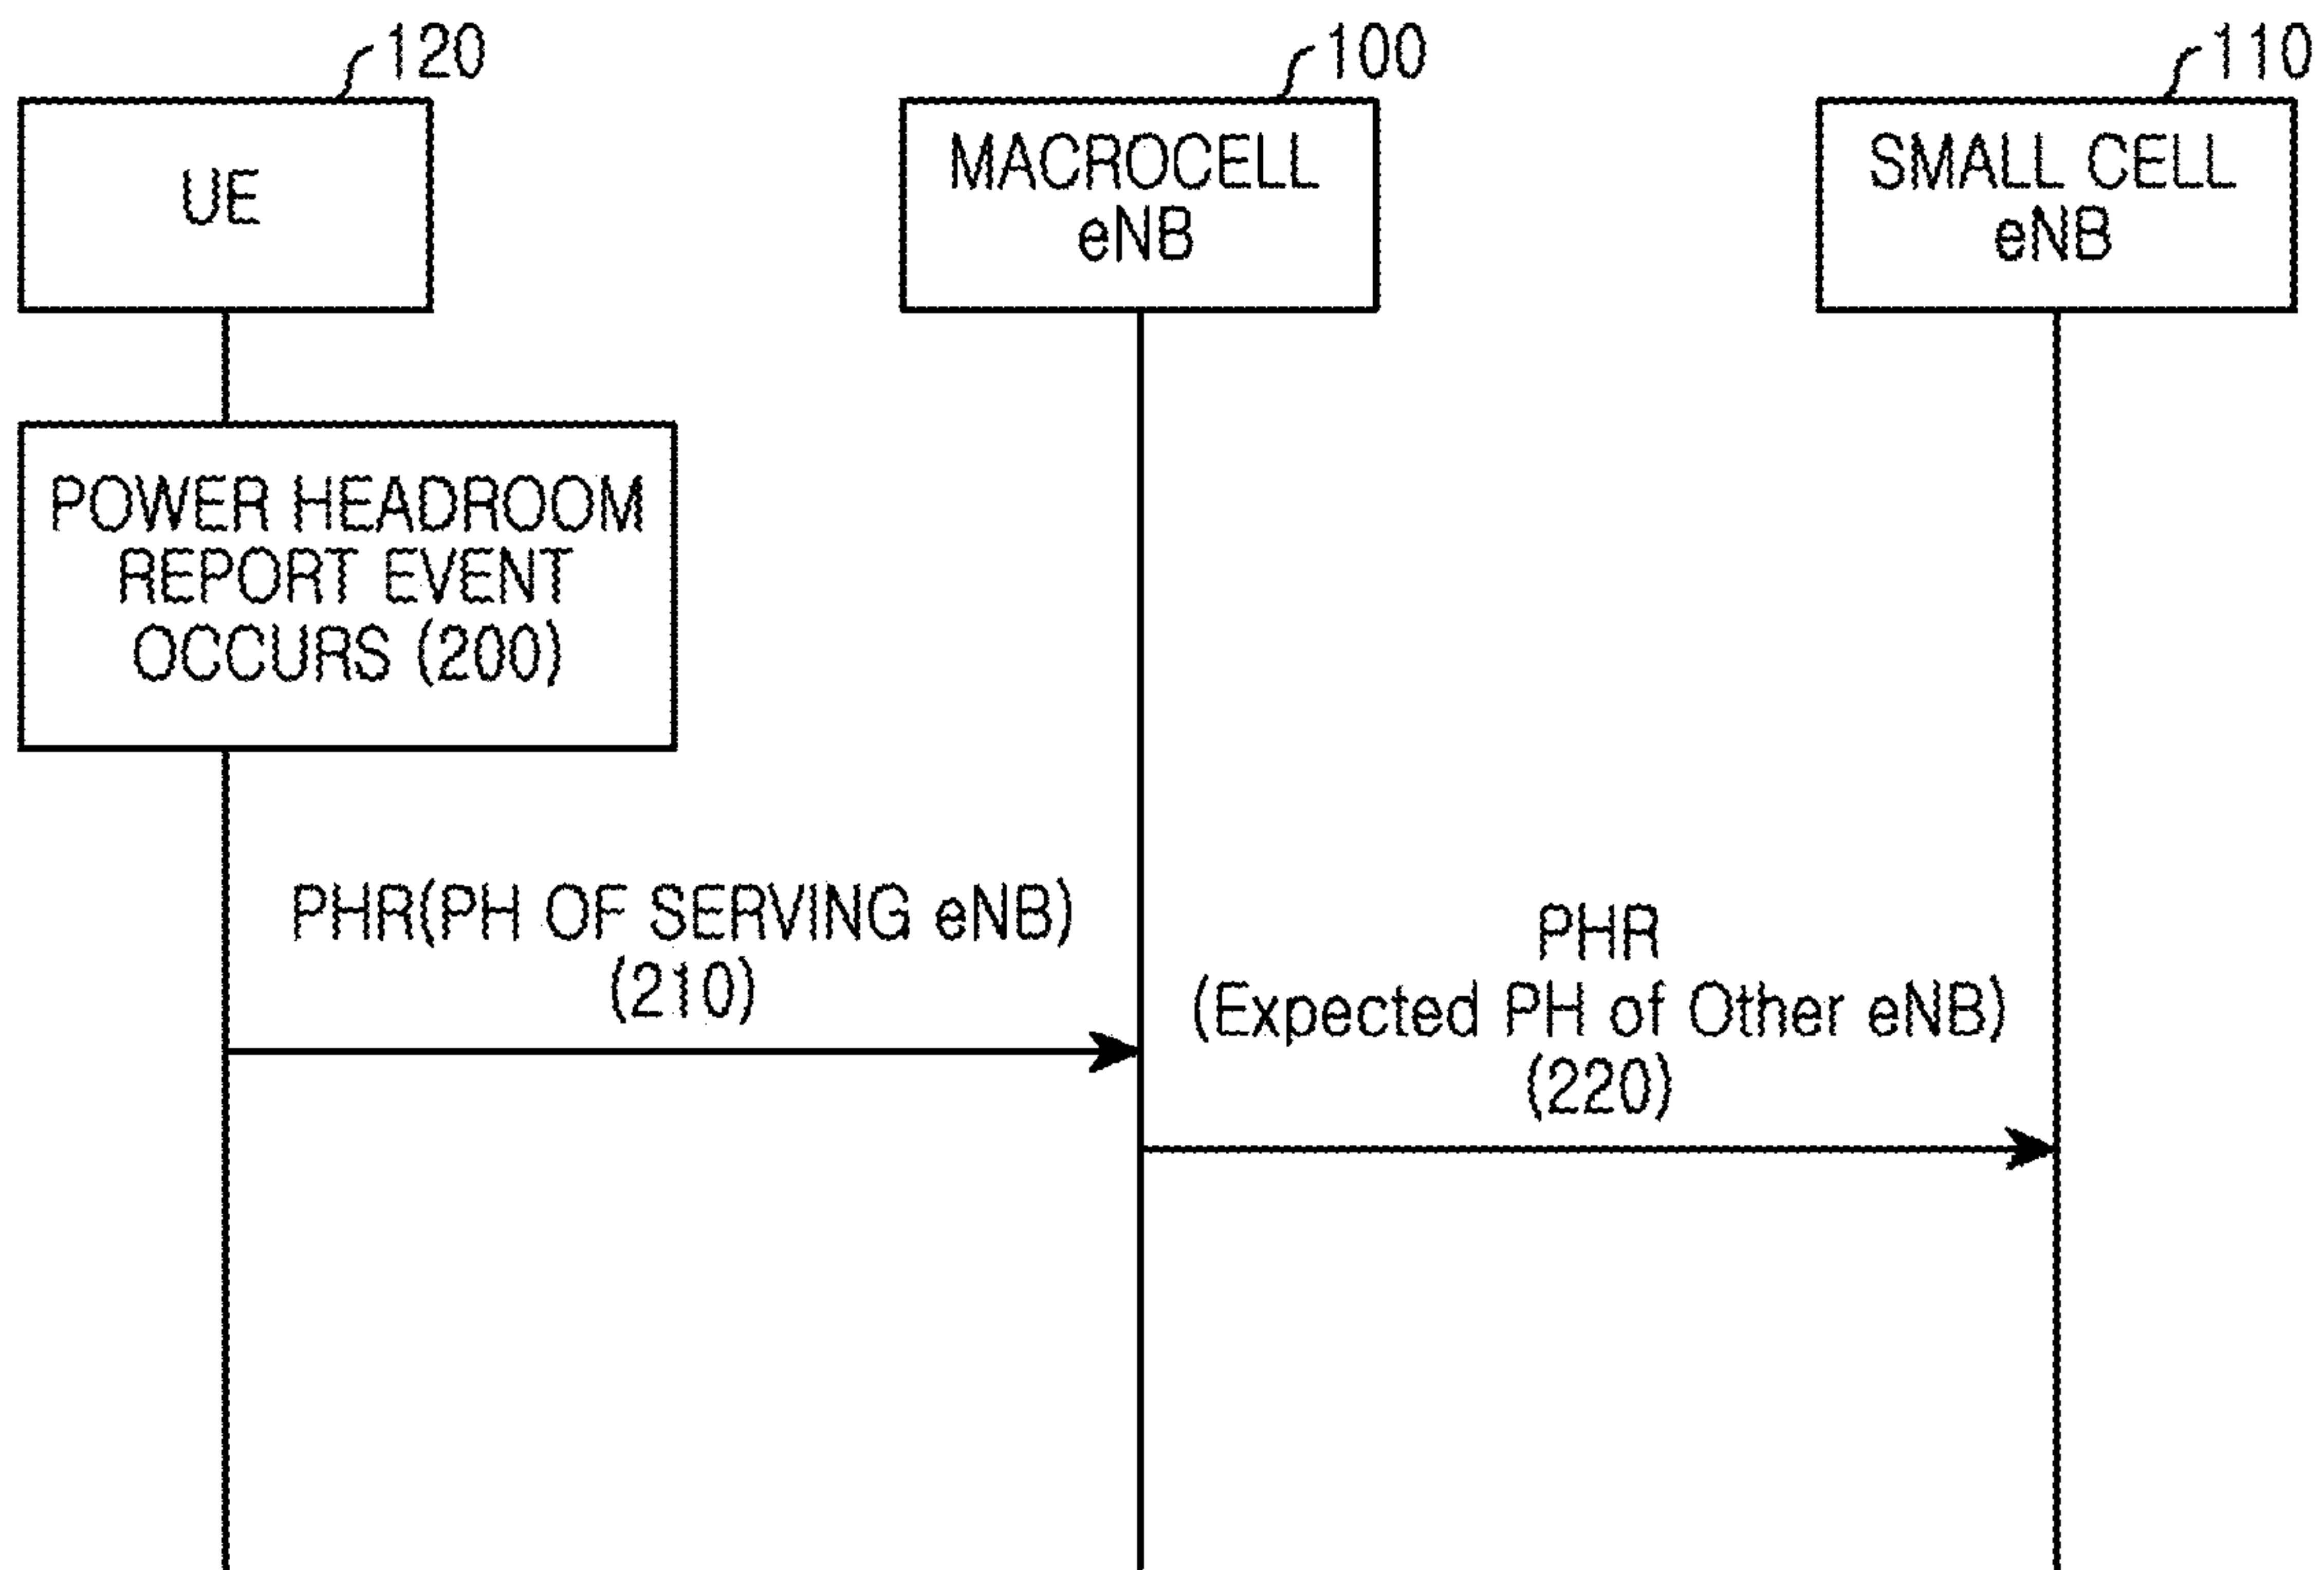 120
100
110
UE
MACROCELL
eNB
SMALL CELL
eNB
POWER HEADROOM
REPORT EVENT
OCCURS (200)
PHR(PH OF SERVING eNB)
(210)
PHR
(Expected PH of Other eNB)
(220)